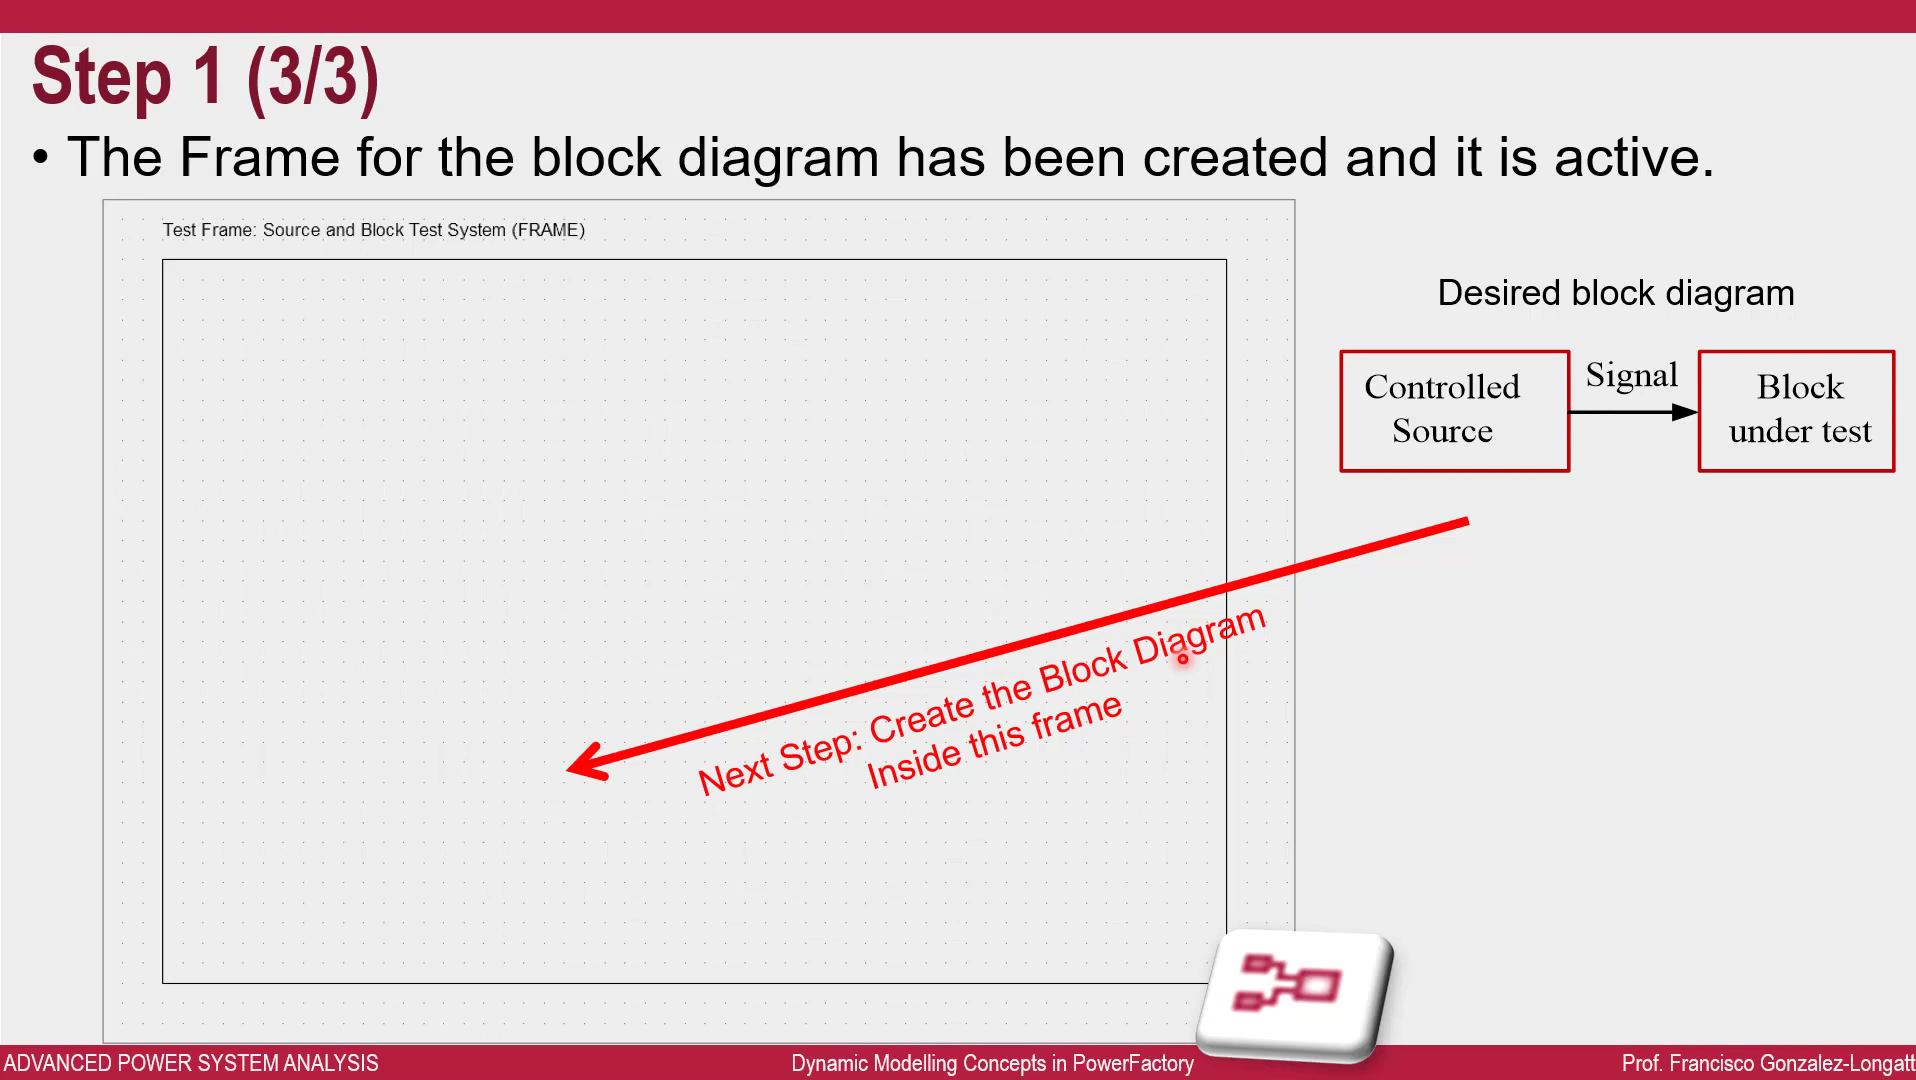 Step 1 (3/3)
• The Frame for the block diagram has been created and it is active.
Test Frame: Source and Block Test System (FRAME)
Desired block diagram
Controlled
Source
Signal
Block
under test
Next Step: Create the Block Diagram
Inside this frame
ADVANCED POWER SYSTEM ANALYSIS
Dynamic Modelling Concepts in PowerFactory
Prof. Francisco Gonzalez-Longatt